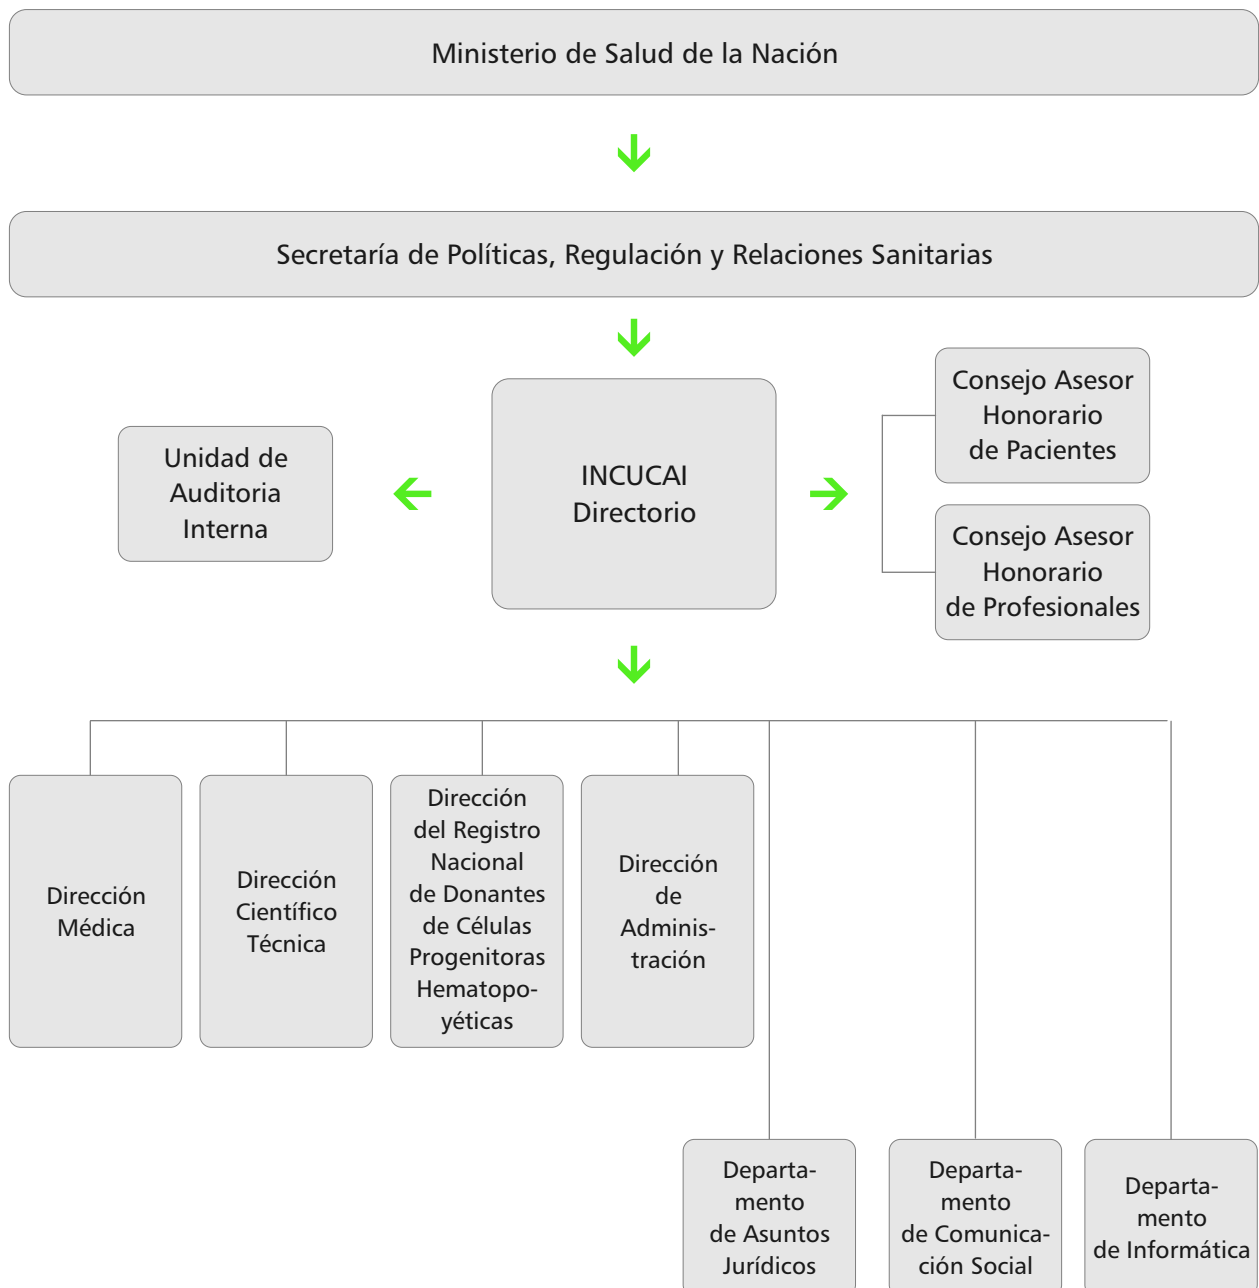 Ministerio de Salud de la Nación
Secretaría de Políticas, Regulación y Relaciones Sanitarias
Unidad de
Auditoria
Interna
INCUCAI
Directorio
Consejo Asesor
Honorario
de Pacientes
Consejo Asesor
Honorario
de Profesionales
Dirección
Médica
Dirección
Científico
Técnica
Dirección
del Registro
Nacional
de Donantes
de Células
Progenitoras
Hematopo-
yéticas
Dirección
de
Adminis-
tración
Departa-
mento
de Asuntos
Jurídicos
Departa-
mento
de Comunica-
ción Social
Departa-
mento
de Informática